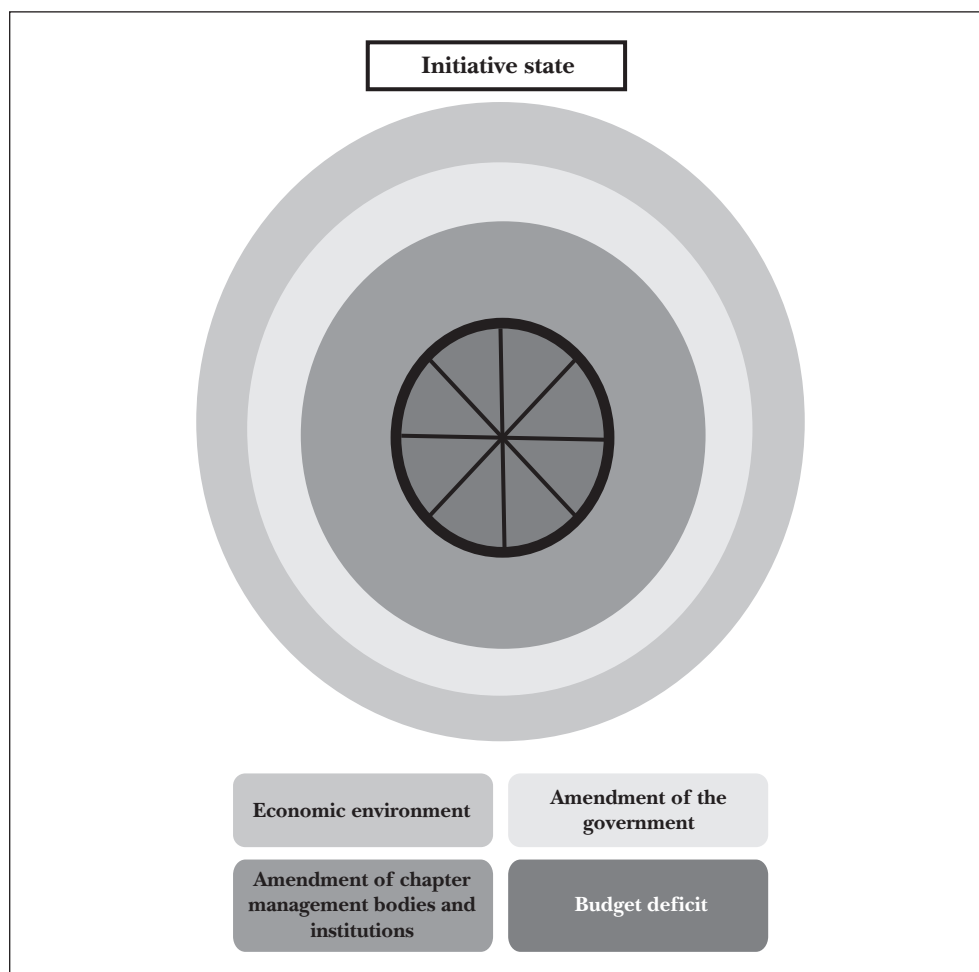 Initiative state
Economic environment
Amendment of the
government
Amendment of chapter
management bodies and
institutions
Budget deficit